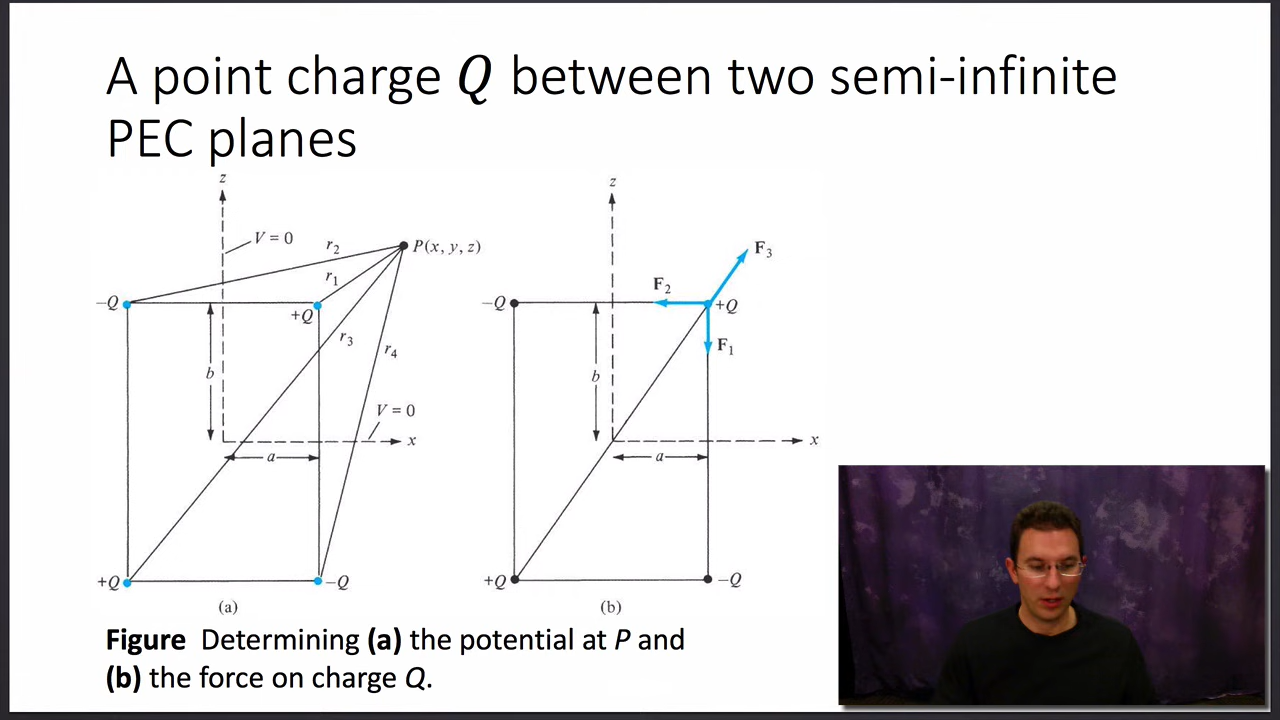 A point charge Q between two semi-infinite
PEC planes
z
V = 0
r2
P(x, y, z)
r1
−Q
+Q
r3
r4
b
V = 0
x
a
+Q
−Q
(a)
z
F3
F2
−Q
+Q
F1
b
x
a
+Q
−Q
(b)
Figure Determining (a) the potential at P and
(b) the force on charge Q.